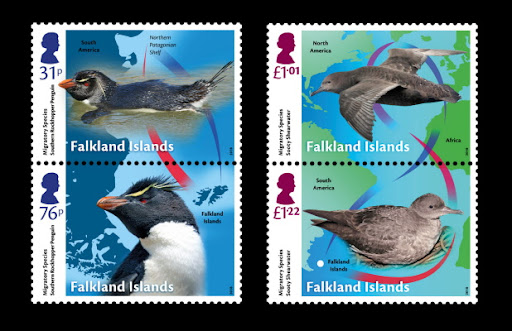 South
America
Northern
Patagonian
Shelf
31p
Migratory Species
Southern Rockhopper Penguin
Falkland Islands
76p
Migratory Species
Southern Rockhopper Penguin
Falkland
Islands
Falkland Islands
North
America
£1·01
Migratory Species
Sooty Shearwater
Africa
Falkland Islands
South
America
£1·22
Migratory Species
Sooty Shearwater
Falkland
Islands
Falkland Islands